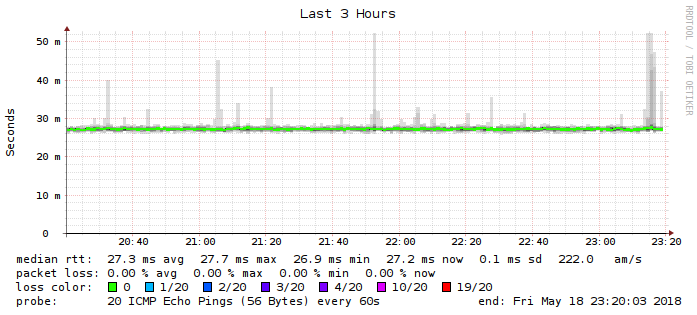 Last 3 Hours
RRDTOOL / TOBI OETIKER
Seconds
50 m
40 m
30 m
20 m
10 m
0
20:40 21:00 21:20 21:40 22:00 22:20 22:40 23:00 23:20
median rtt: 27.3 ms avg 27.7 ms max 26.9 ms min 27.2 ms now 0.1 ms sd 222.0 am/s
packet loss: 0.00 % avg 0.00 % max 0.00 % min 0.00 % now
loss color: 0 1/20 2/20 3/20 4/20 10/20 19/20
probe: 20 ICMP Echo Pings (56 Bytes) every 60s end: Fri May 18 23:20:03 2018